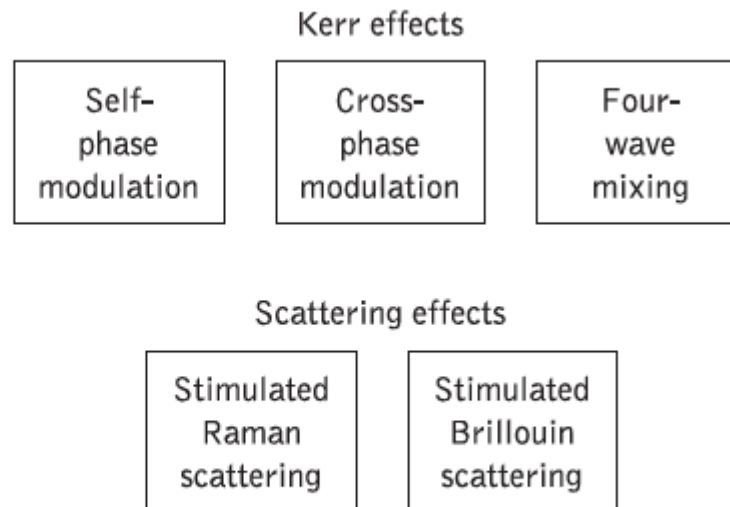 Kerr effects
Self-
phase
modulation
Cross-
phase
modulation
Four-
wave
mixing
Scattering effects
Stimulated
Raman
scattering
Stimulated
Brillouin
scattering